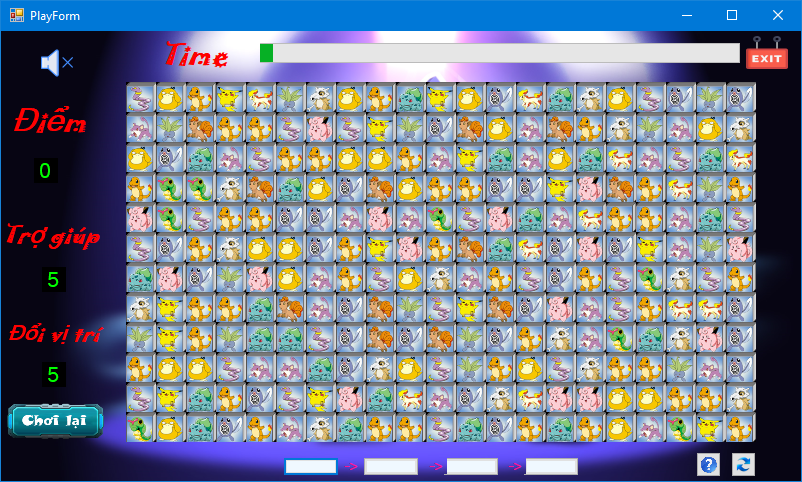 PlayForm
Time
EXIT
Điểm
0
Trợ giúp
5
Đổi vị trí
5
Chơi lại
-> -> ->
?